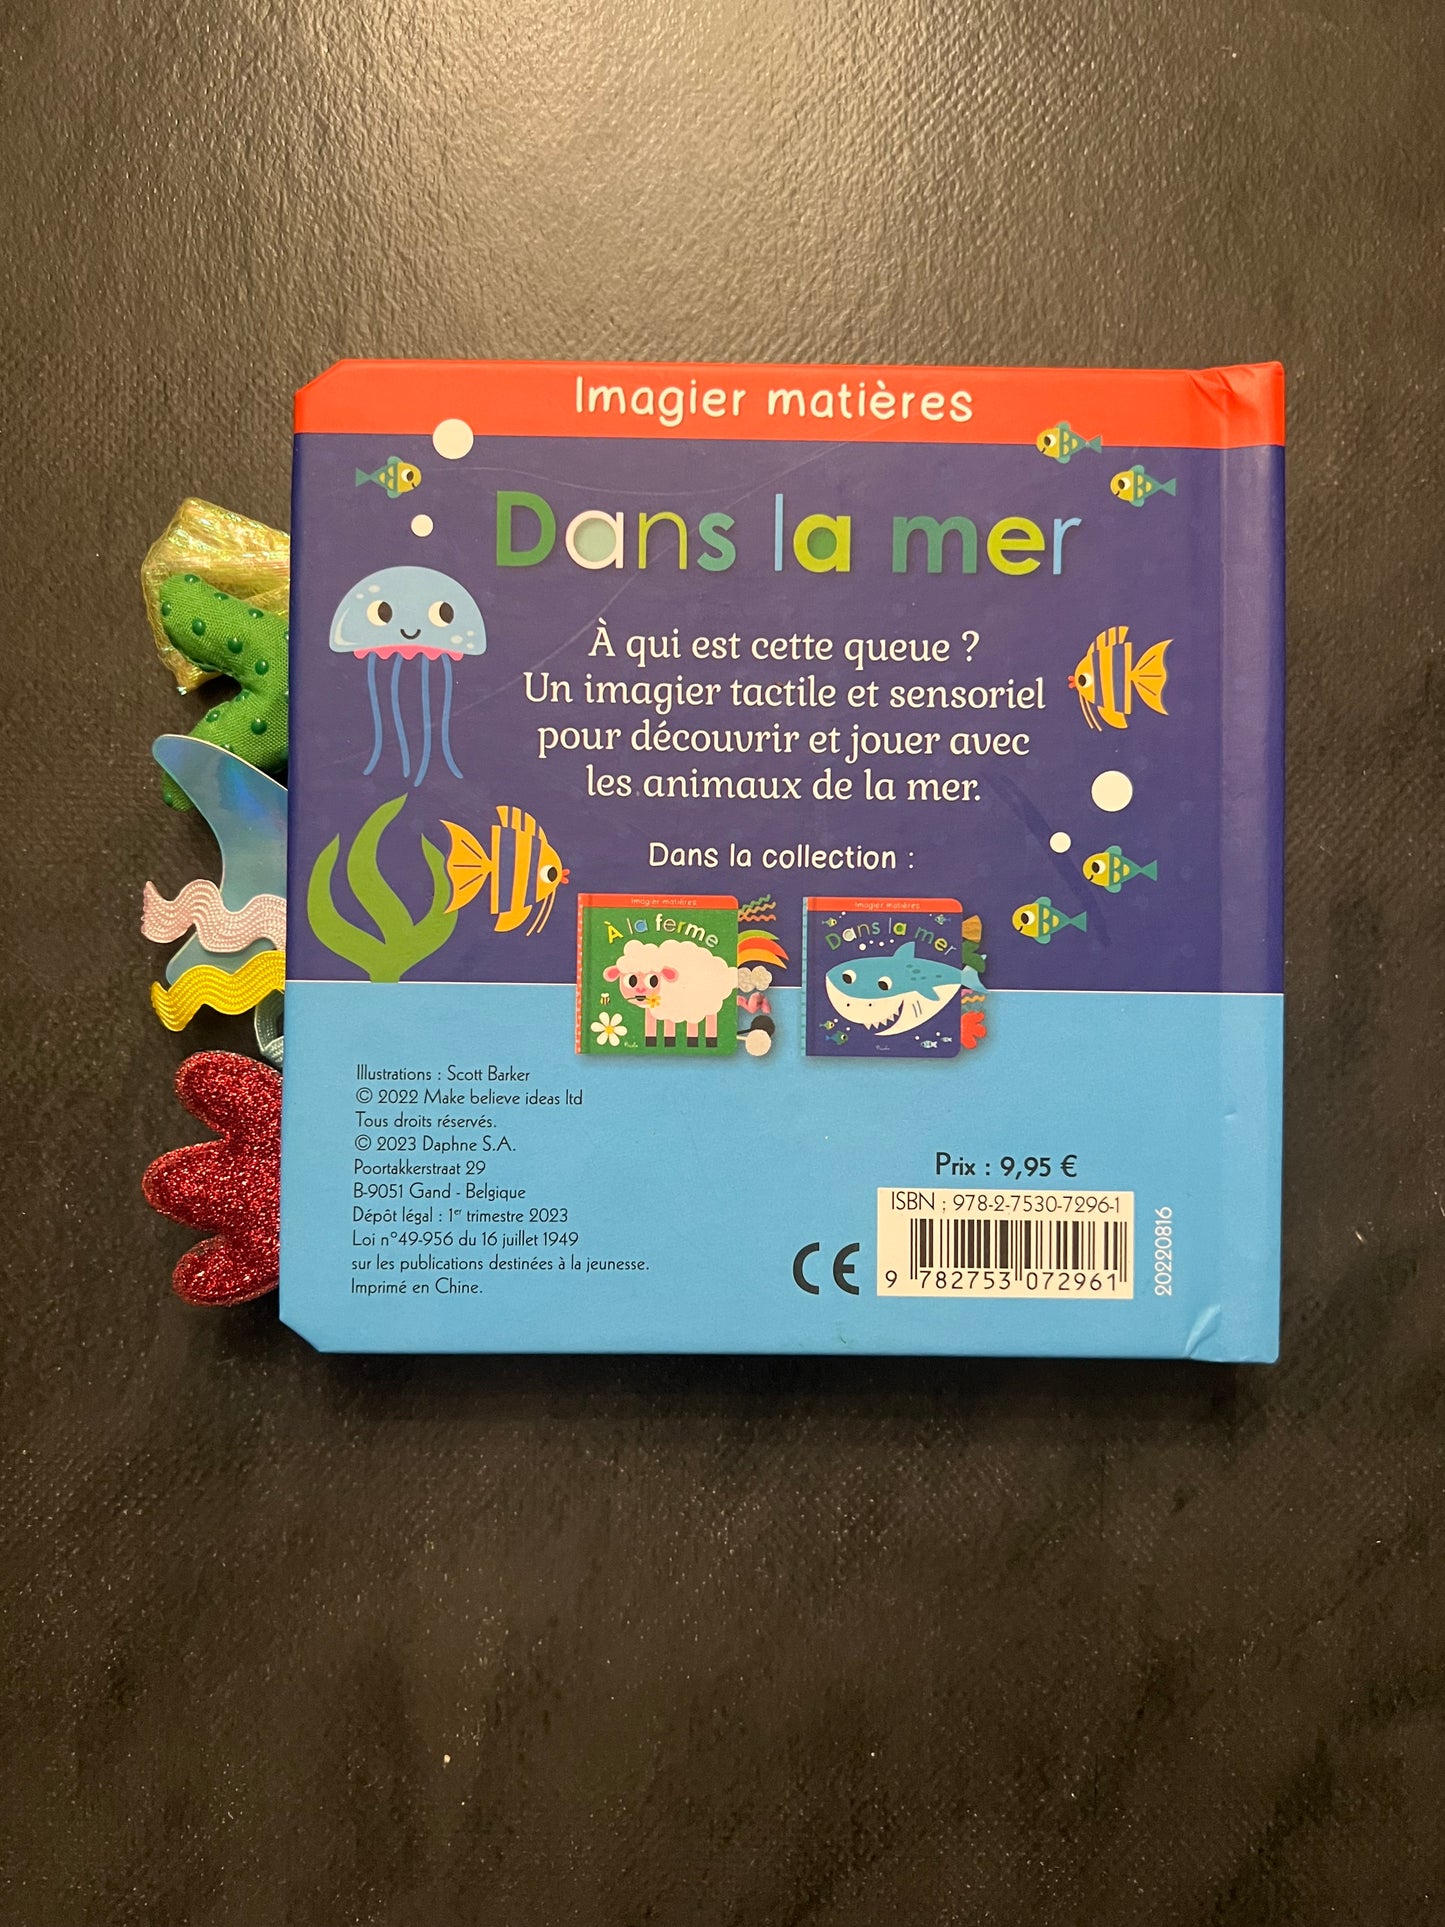 Imagier matières
Dans la mer
À qui est cette queue ?
Un imagier tactile et sensoriel
pour découvrir et jouer avec
les animaux de la mer.
Dans la collection :
Imagier matières
À la ferme
Piccolia
Imagier matières
Dans la mer
Piccolia
Illustrations : Scott Barker
© 2022 Make believe ideas ltd
Tous droits réservés.
© 2023 Daphne S.A.
Poortakkerstraat 29
B-9051 Gand - Belgique
Dépôt légal : 1er trimestre 2023
Loi n°49-956 du 16 juillet 1949
sur les publications destinées à la jeunesse.
Imprimé en Chine.
Prix : 9,95 €
ISBN : 978-2-7530-7296-1
CE
9 782753 072961
20220816